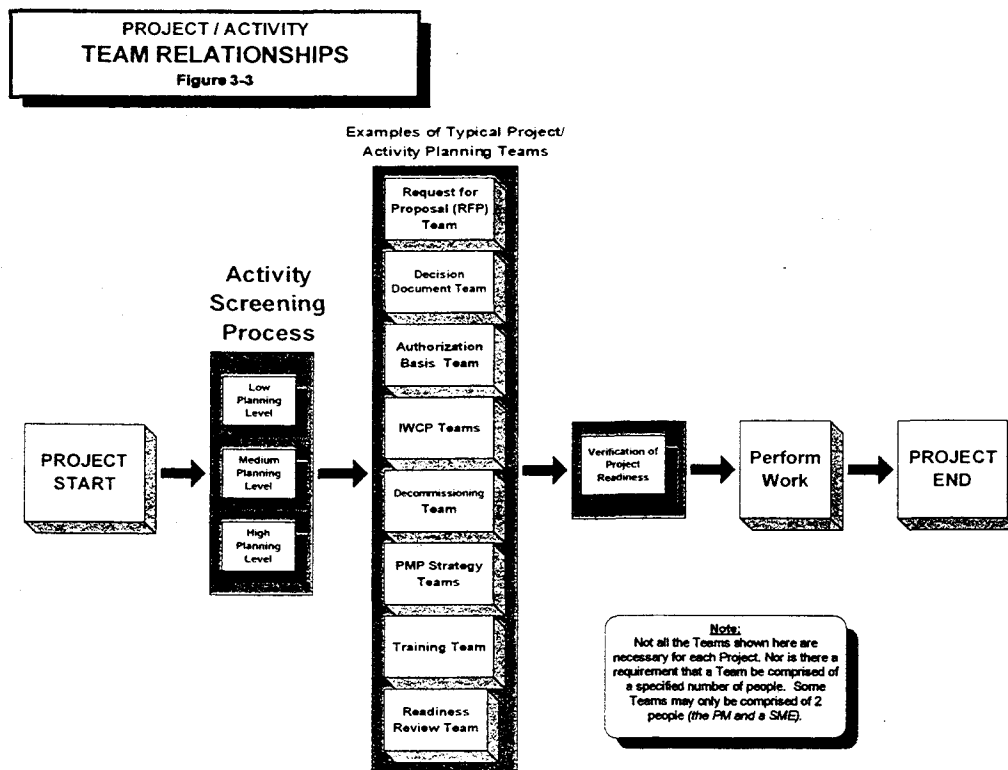 PROJECT / ACTIVITY
TEAM RELATIONSHIPS
Figure 3-3
Examples of Typical Project/
Activity Planning Teams
Request for
Proposal (RFP)
Team
Decision
Document Team
Authorization
Basis Team
IWCP Teams
Decommissioning
Team
PMP Strategy
Teams
Training Team
Readiness
Review Team
Activity
Screening
Process
Low
Planning
Level
Medium
Planning
Level
High
Planning
Level
PROJECT
START
Verification of
Project
Readiness
Perform
Work
PROJECT
END
Note:
Not all the Teams shown here are
necessary for each Project. Nor is there a
requirement that a Team be comprised of
a specified number of people. Some
Teams may only be comprised of 2
people (the PM and a SME).